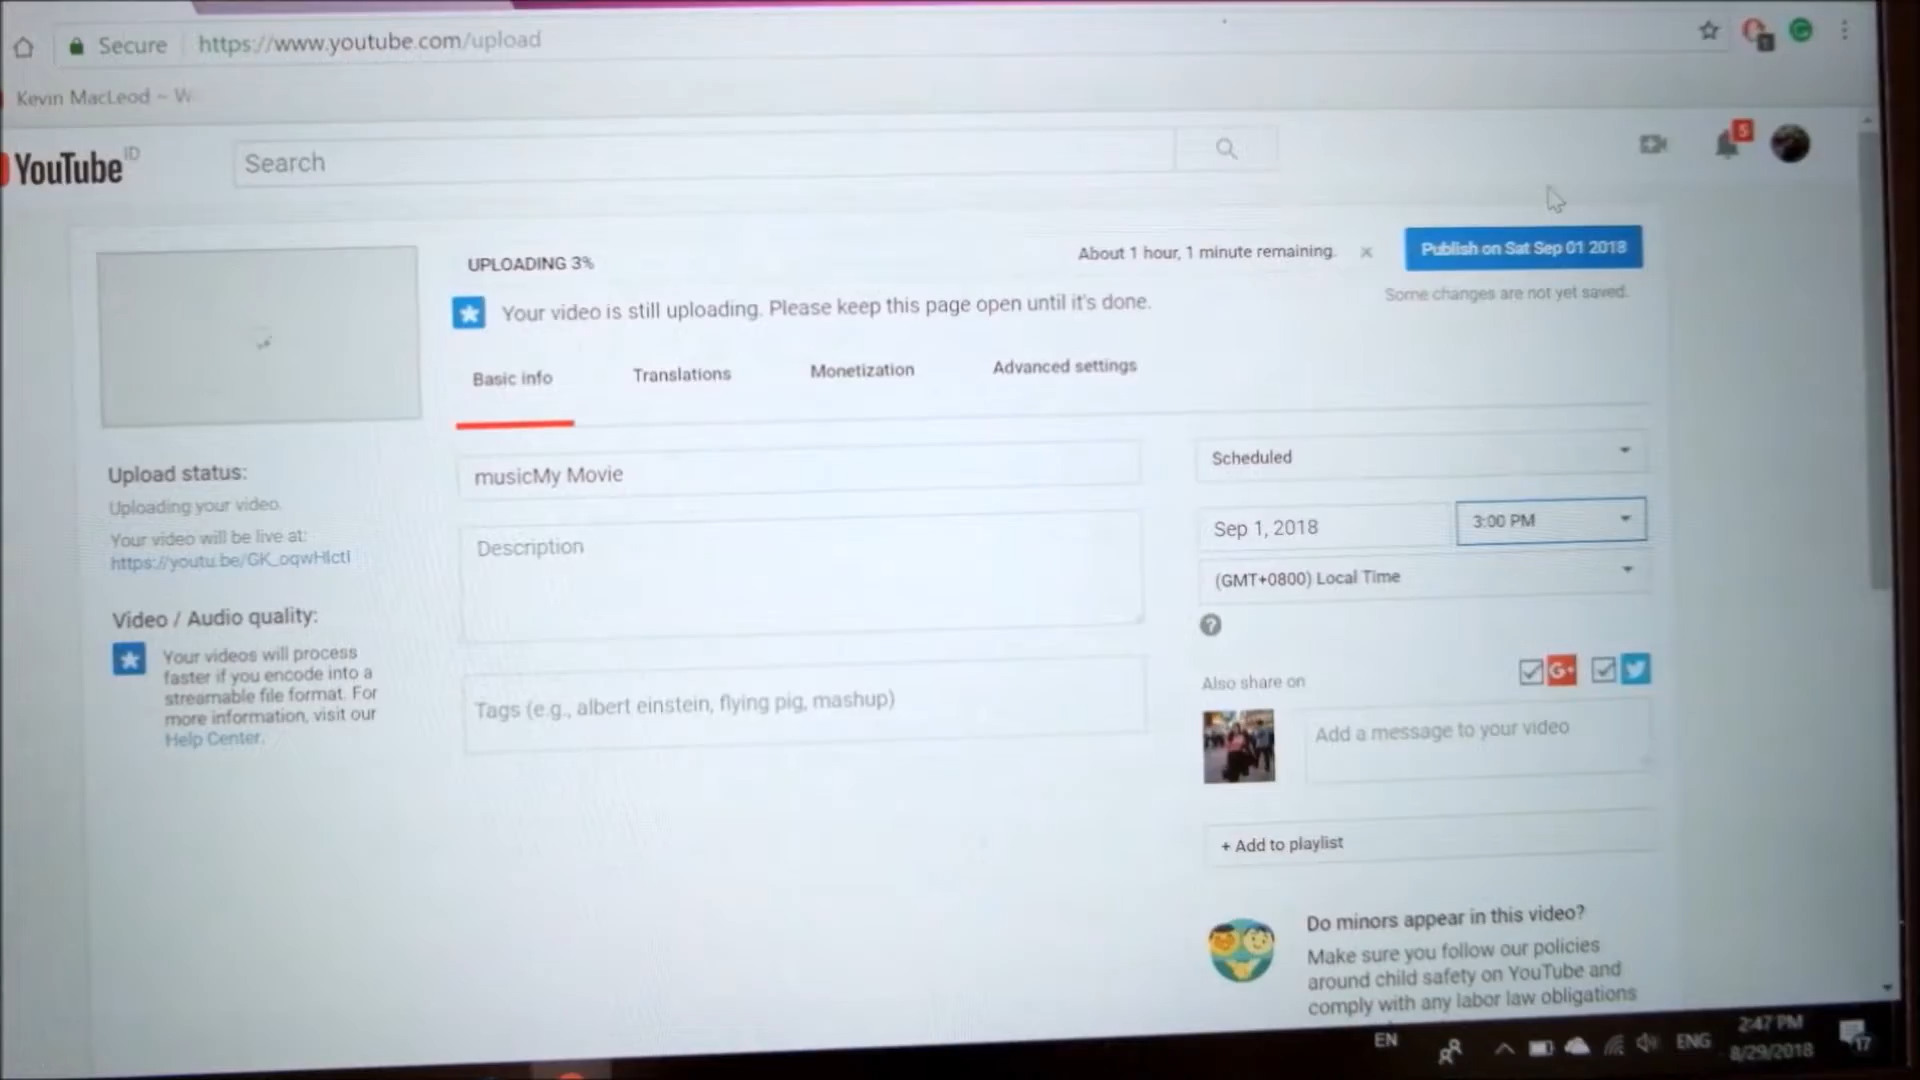 Secure https://www.youtube.com/upload
Kevin MacLeod ~ W
YouTube ID
Search
5
UPLOADING 3%
About 1 hour, 1 minute remaining.
Publish on Sat Sep 01 2018
Some changes are not yet saved.
Your video is still uploading. Please keep this page open until it's done.
Basic info
Translations
Monetization
Advanced settings
Upload status:
Uploading your video.
Your video will be live at:
https://youtu.be/GK_oqwHIctI
Video / Audio quality:
Your videos will process
faster if you encode into a
streamable file format. For
more information, visit our
Help Center.
musicMy Movie
Description
Tags (e.g., albert einstein, flying pig, mashup)
Scheduled
Sep 1, 2018
3:00 PM
(GMT+0800) Local Time
?
Also share on
G+
Add a message to your video
+ Add to playlist
Do minors appear in this video?
Make sure you follow our policies
around child safety on YouTube and
comply with any labor law obligations
EN
ENG
2:47 PM
8/29/2018
17